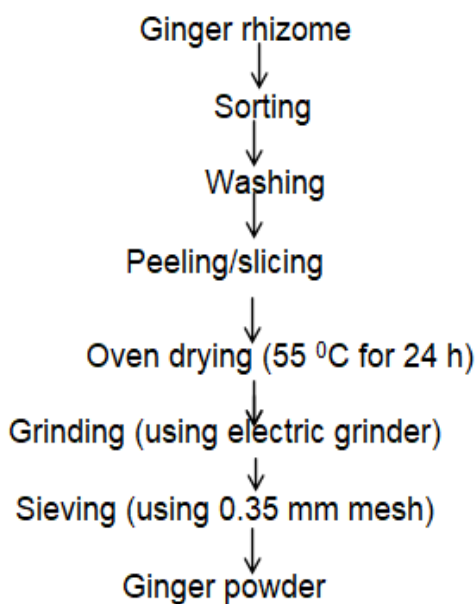 Ginger rhizome
Sorting
Washing
Peeling/slicing
Oven drying (55 ⁰C for 24 h)
Grinding (using electric grinder)
Sieving (using 0.35 mm mesh)
Ginger powder